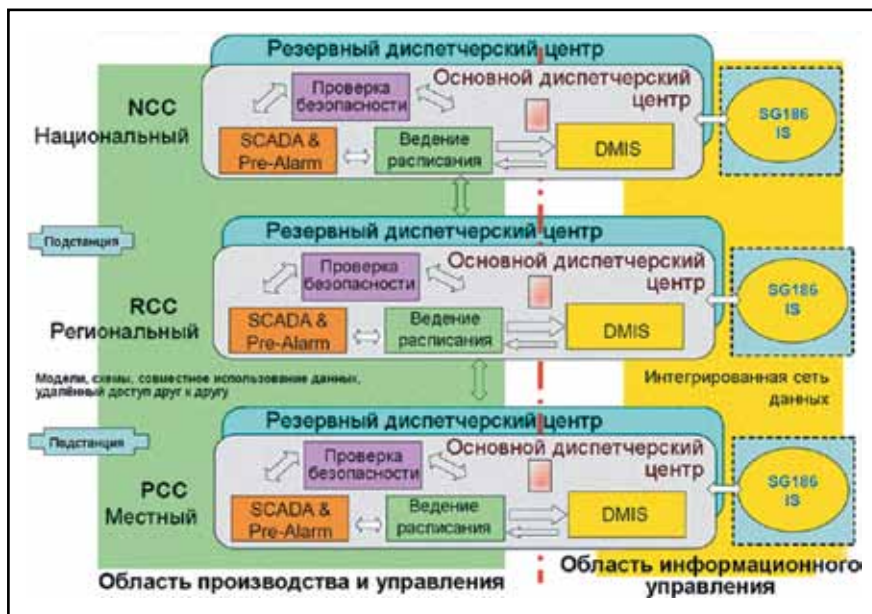 Резервный диспетчерский центр
Основной диспетчерский
центр
Проверка
безопасности
NCC
Национальный
SCADA &
Pre-Alarm
Ведение
расписания
DMIS
SG186
IS
Подстанция
Резервный диспетчерский центр
Основной диспетчерский
центр
Проверка
безопасности
RCC
Региональный
SCADA &
Pre-Alarm
Ведение
расписания
DMIS
SG186
IS
Модели, схемы, совместное использование данных,
удалённый доступ друг к другу
Интегрированная сеть
данных
Подстанция
Резервный диспетчерский центр
Основной диспетчерский
центр
Проверка
безопасности
PCC
Местный
SCADA &
Pre-Alarm
Ведение
расписания
DMIS
SG186
IS
Область производства и управления
Область информационного
управления